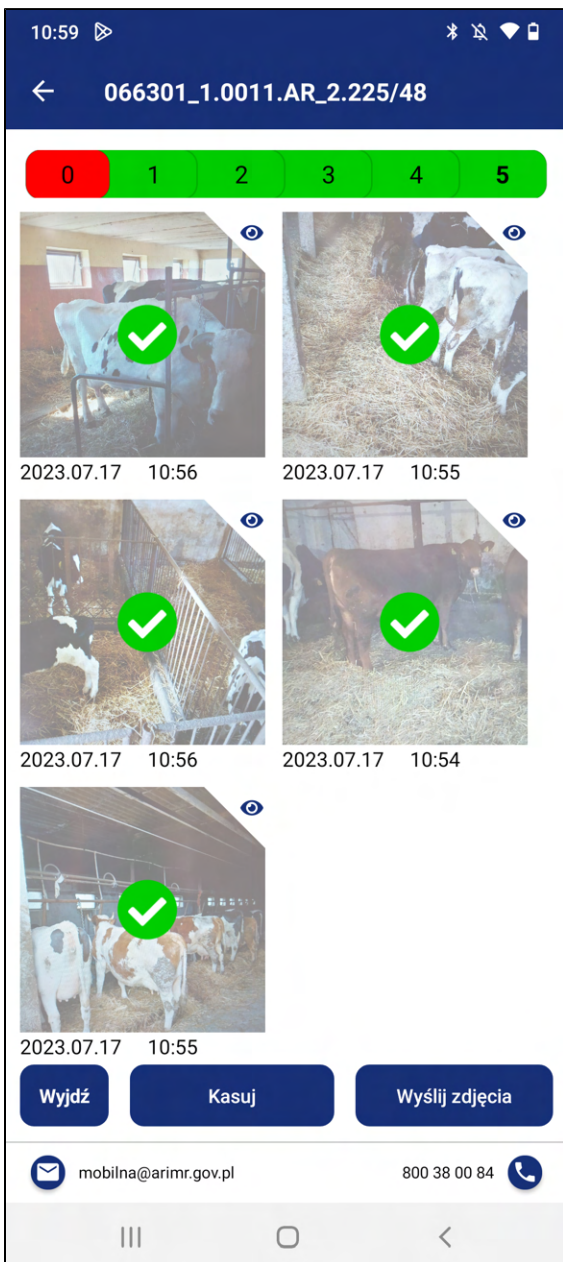 10:59
066301_1.0011.AR_2.225/48
0 1 2 3 4 5
2023.07.17 10:56 2023.07.17 10:55
2023.07.17 10:56 2023.07.17 10:54
2023.07.17 10:55
Wyjdź Kasuj Wyślij zdjęcia
mobilna@arimr.gov.pl 800 38 00 84